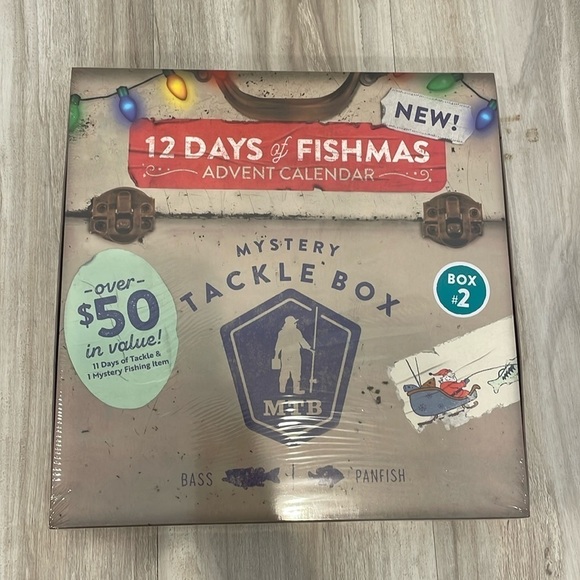 NEW!
12 DAYS of FISHMAS
ADVENT CALENDAR
MYSTERY
TACKLE BOX
-over-
$50
in value!
11 Days of Tackle &
1 Mystery Fishing Item
BOX
#2
MTB
BASS
PANFISH